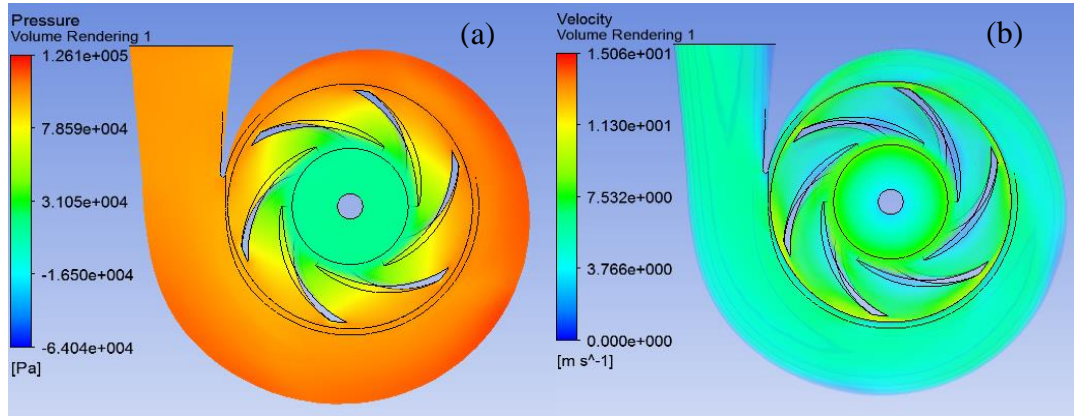 Pressure
Volume Rendering 1
(a)
1.261e+005
7.859e+004
3.105e+004
-1.650e+004
-6.404e+004
[Pa]
Velocity
Volume Rendering 1
(b)
1.506e+001
1.130e+001
7.532e+000
3.766e+000
0.000e+000
[m s^-1]